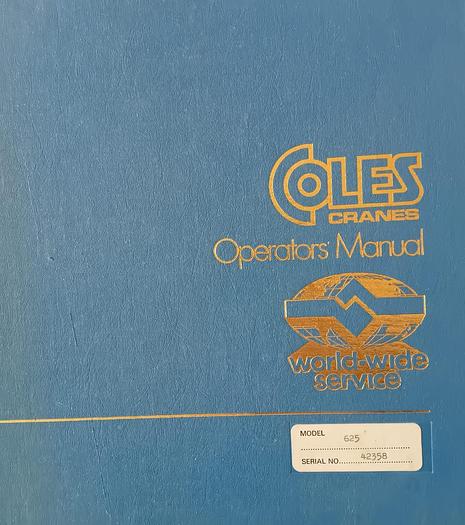 COLES
CRANES
Operators' Manual
world-wide
service
MODEL 625
SERIAL NO. 42358